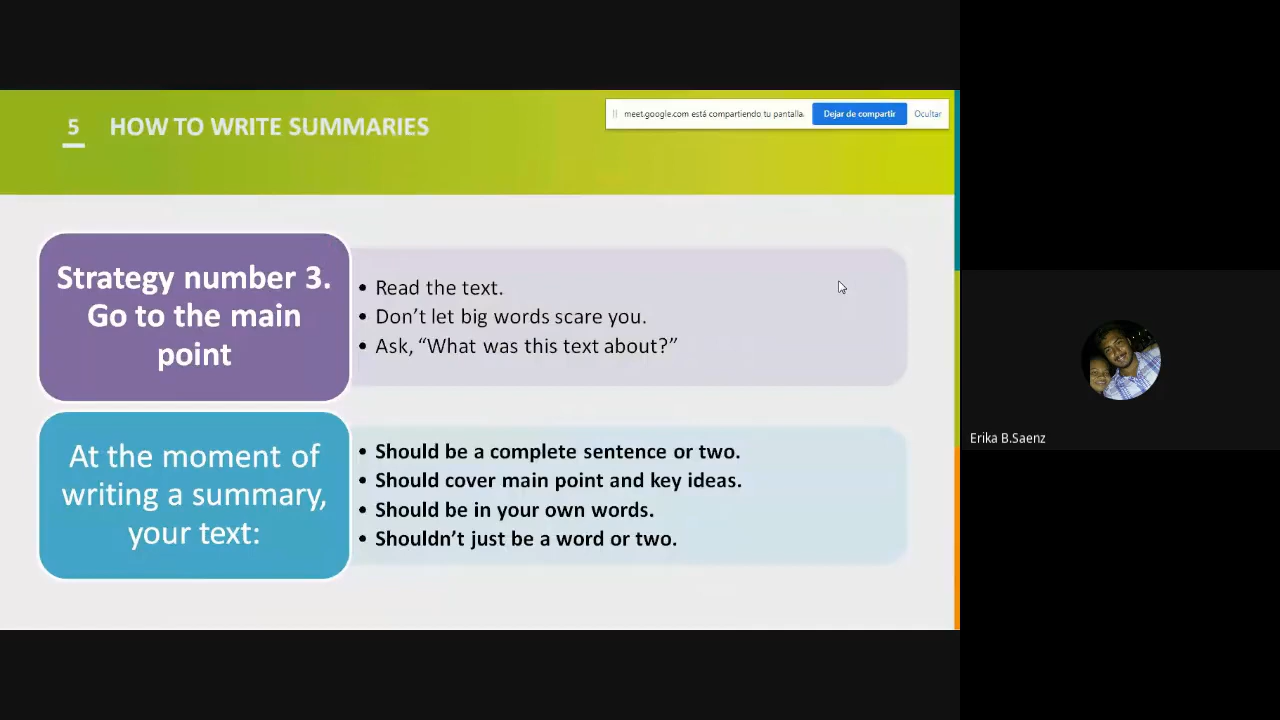 5 HOW TO WRITE SUMMARIES
meet.google.com está compartiendo tu pantalla. Dejar de compartir Ocultar
Strategy number 3.
Go to the main
point
• Read the text.
• Don’t let big words scare you.
• Ask, “What was this text about?”
At the moment of
writing a summary,
your text:
• Should be a complete sentence or two.
• Should cover main point and key ideas.
• Should be in your own words.
• Shouldn’t just be a word or two.
Erika B.Saenz